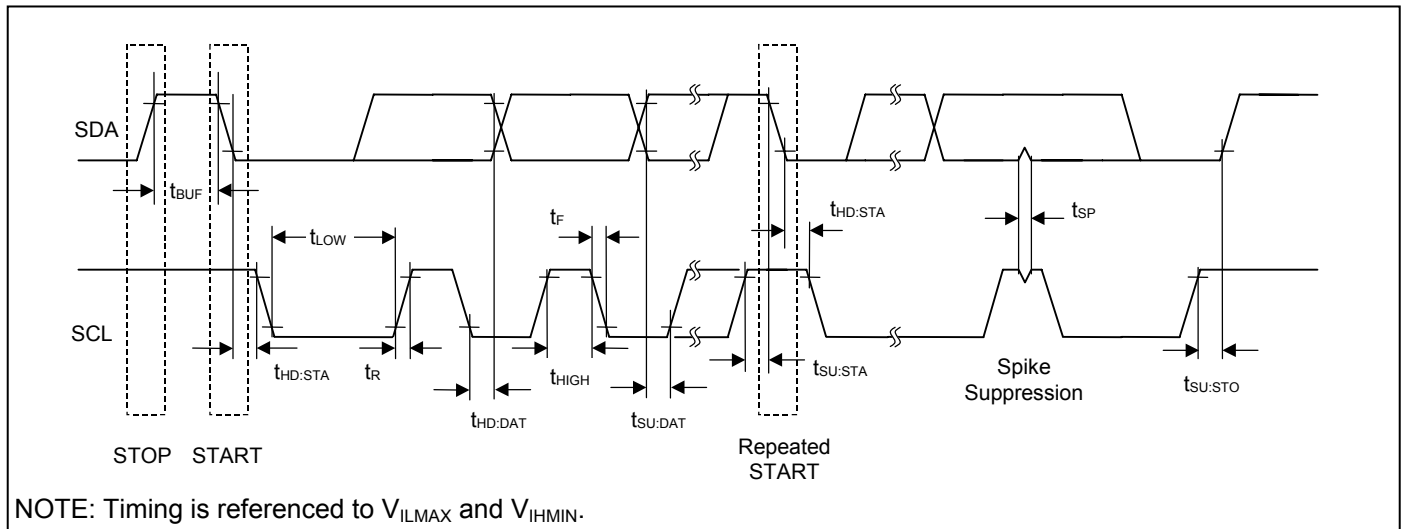 SDA
tBUF
tLOW
tF
tHD:STA
tSP
SCL
tHD:STA
tR
tHD:DAT
tHIGH
tSU:DAT
tSU:STA
Spike
Suppression
tSU:STO
STOP
START
Repeated
START
NOTE: Timing is referenced to VILMAX and VIHMIN.